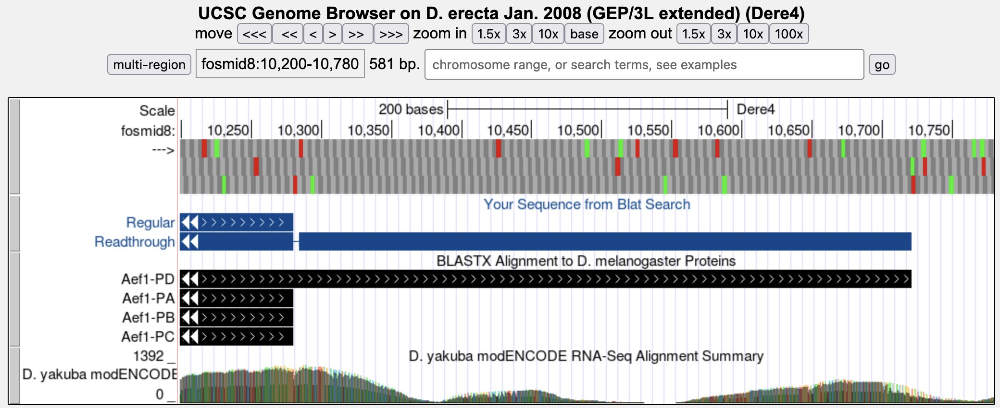 UCSC Genome Browser on D. erecta Jan. 2008 (GEP/3L extended) (Dere4)
move <<< << < > >> >>> zoom in 1.5x 3x 10x base zoom out 1.5x 3x 10x 100x
multi-region fosmid8:10,200-10,780 581 bp. chromosome range, or search terms, see examples go
Scale 200 bases Dere4
fosmid8: 10,250 10,300 10,350 10,400 10,450 10,500 10,550 10,600 10,650 10,700 10,750
--->
Your Sequence from Blat Search
Regular
Readthrough
BLASTX Alignment to D. melanogaster Proteins
Aef1-PD
Aef1-PA
Aef1-PB
Aef1-PC
1392 _ D. yakuba modENCODE RNA-Seq Alignment Summary
D. yakuba modENCODE
0 _